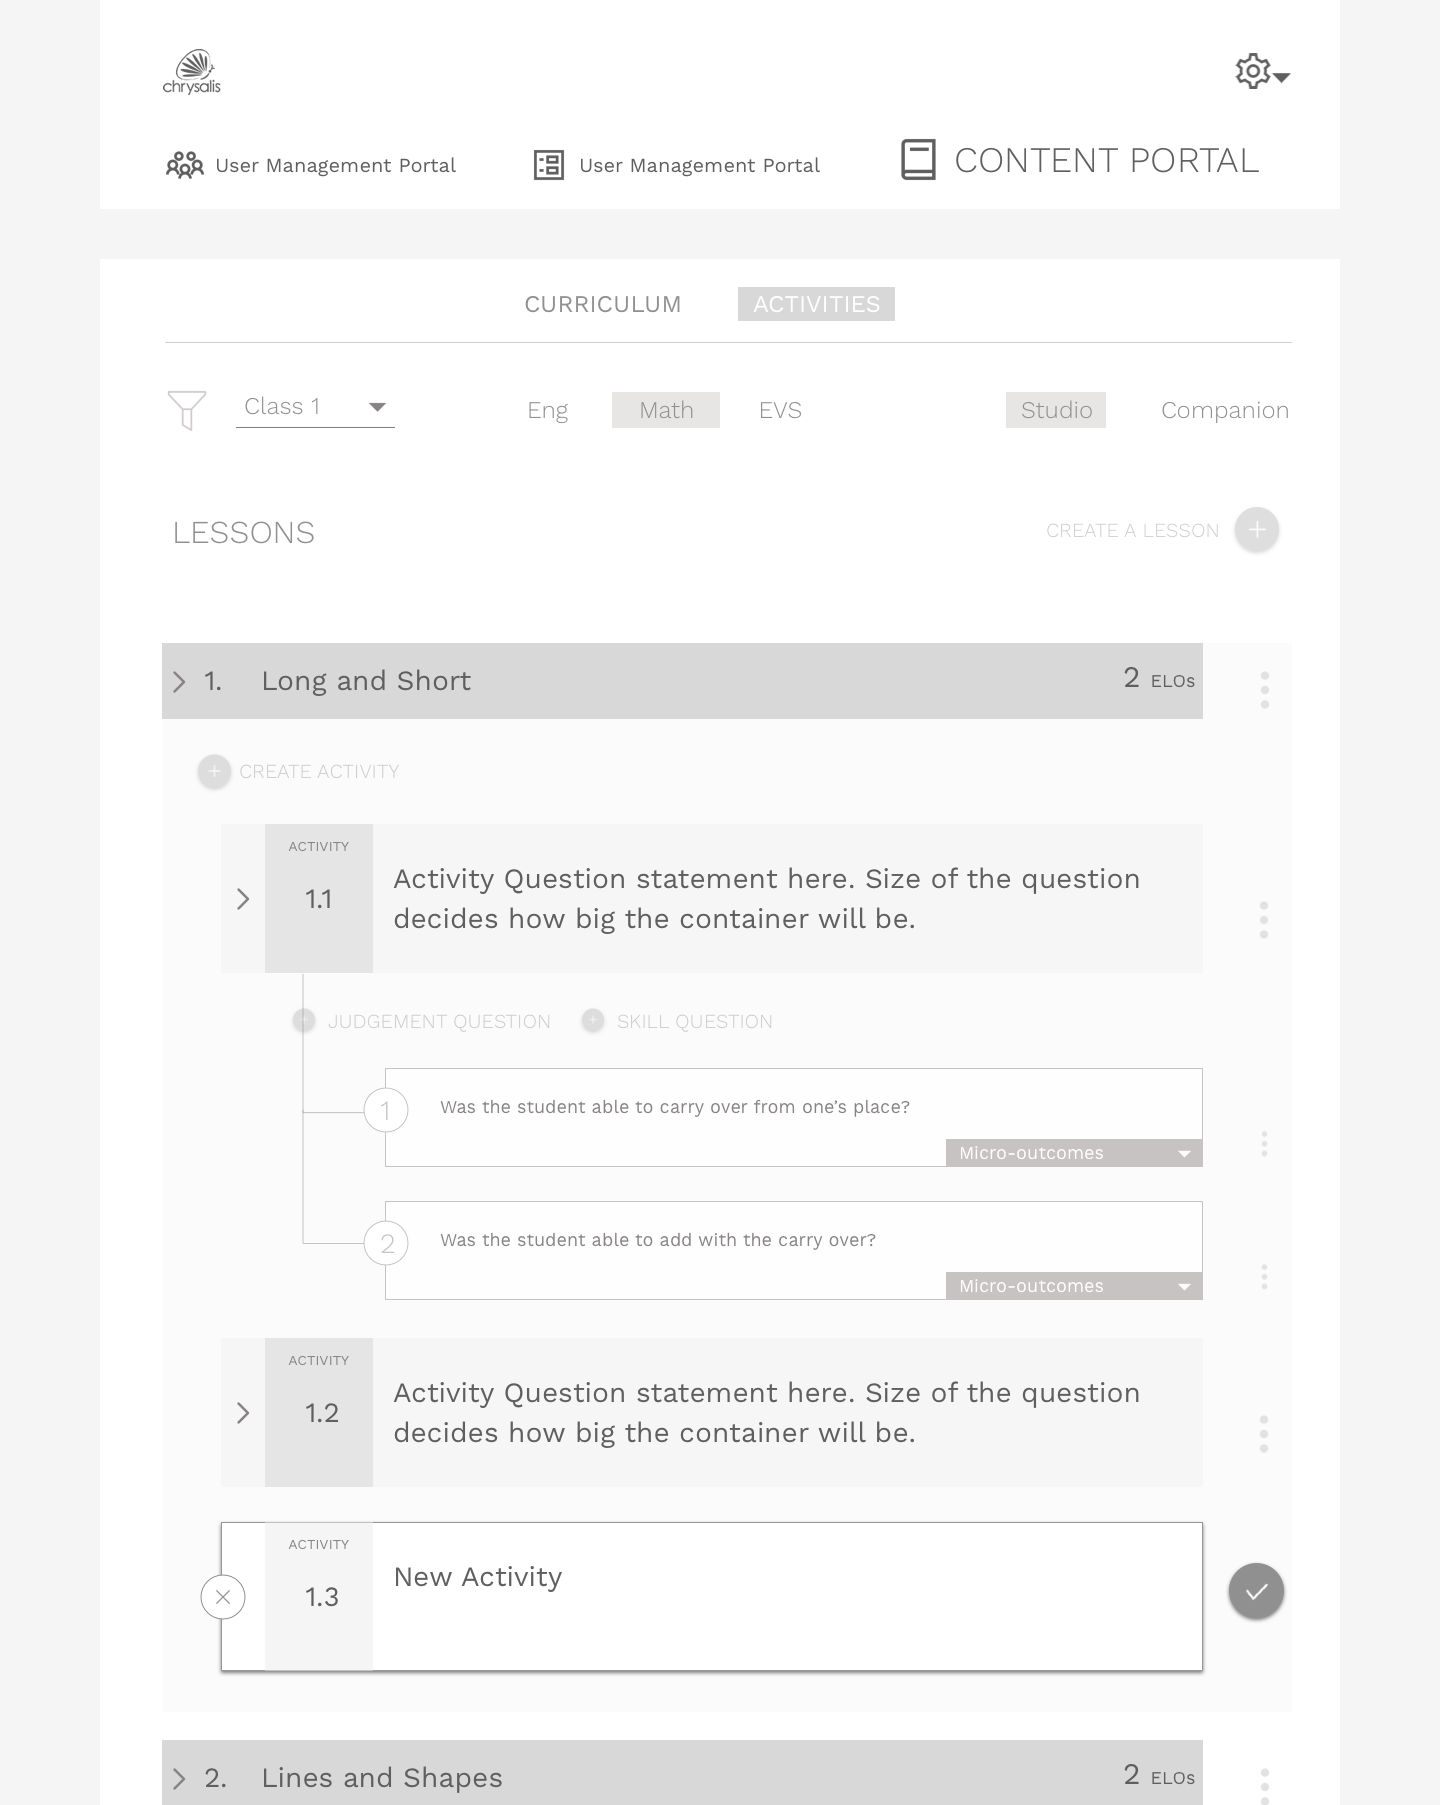 chrysalis
User Management Portal
User Management Portal
CONTENT PORTAL
CURRICULUM
ACTIVITIES
Class 1
Eng
Math
EVS
Studio
Companion
LESSONS
CREATE A LESSON
1. Long and Short
2 ELOs
CREATE ACTIVITY
ACTIVITY
1.1
Activity Question statement here. Size of the question
decides how big the container will be.
JUDGEMENT QUESTION
SKILL QUESTION
1
Was the student able to carry over from one’s place?
Micro-outcomes
2
Was the student able to add with the carry over?
Micro-outcomes
ACTIVITY
1.2
Activity Question statement here. Size of the question
decides how big the container will be.
ACTIVITY
1.3
New Activity
2. Lines and Shapes
2 ELOs